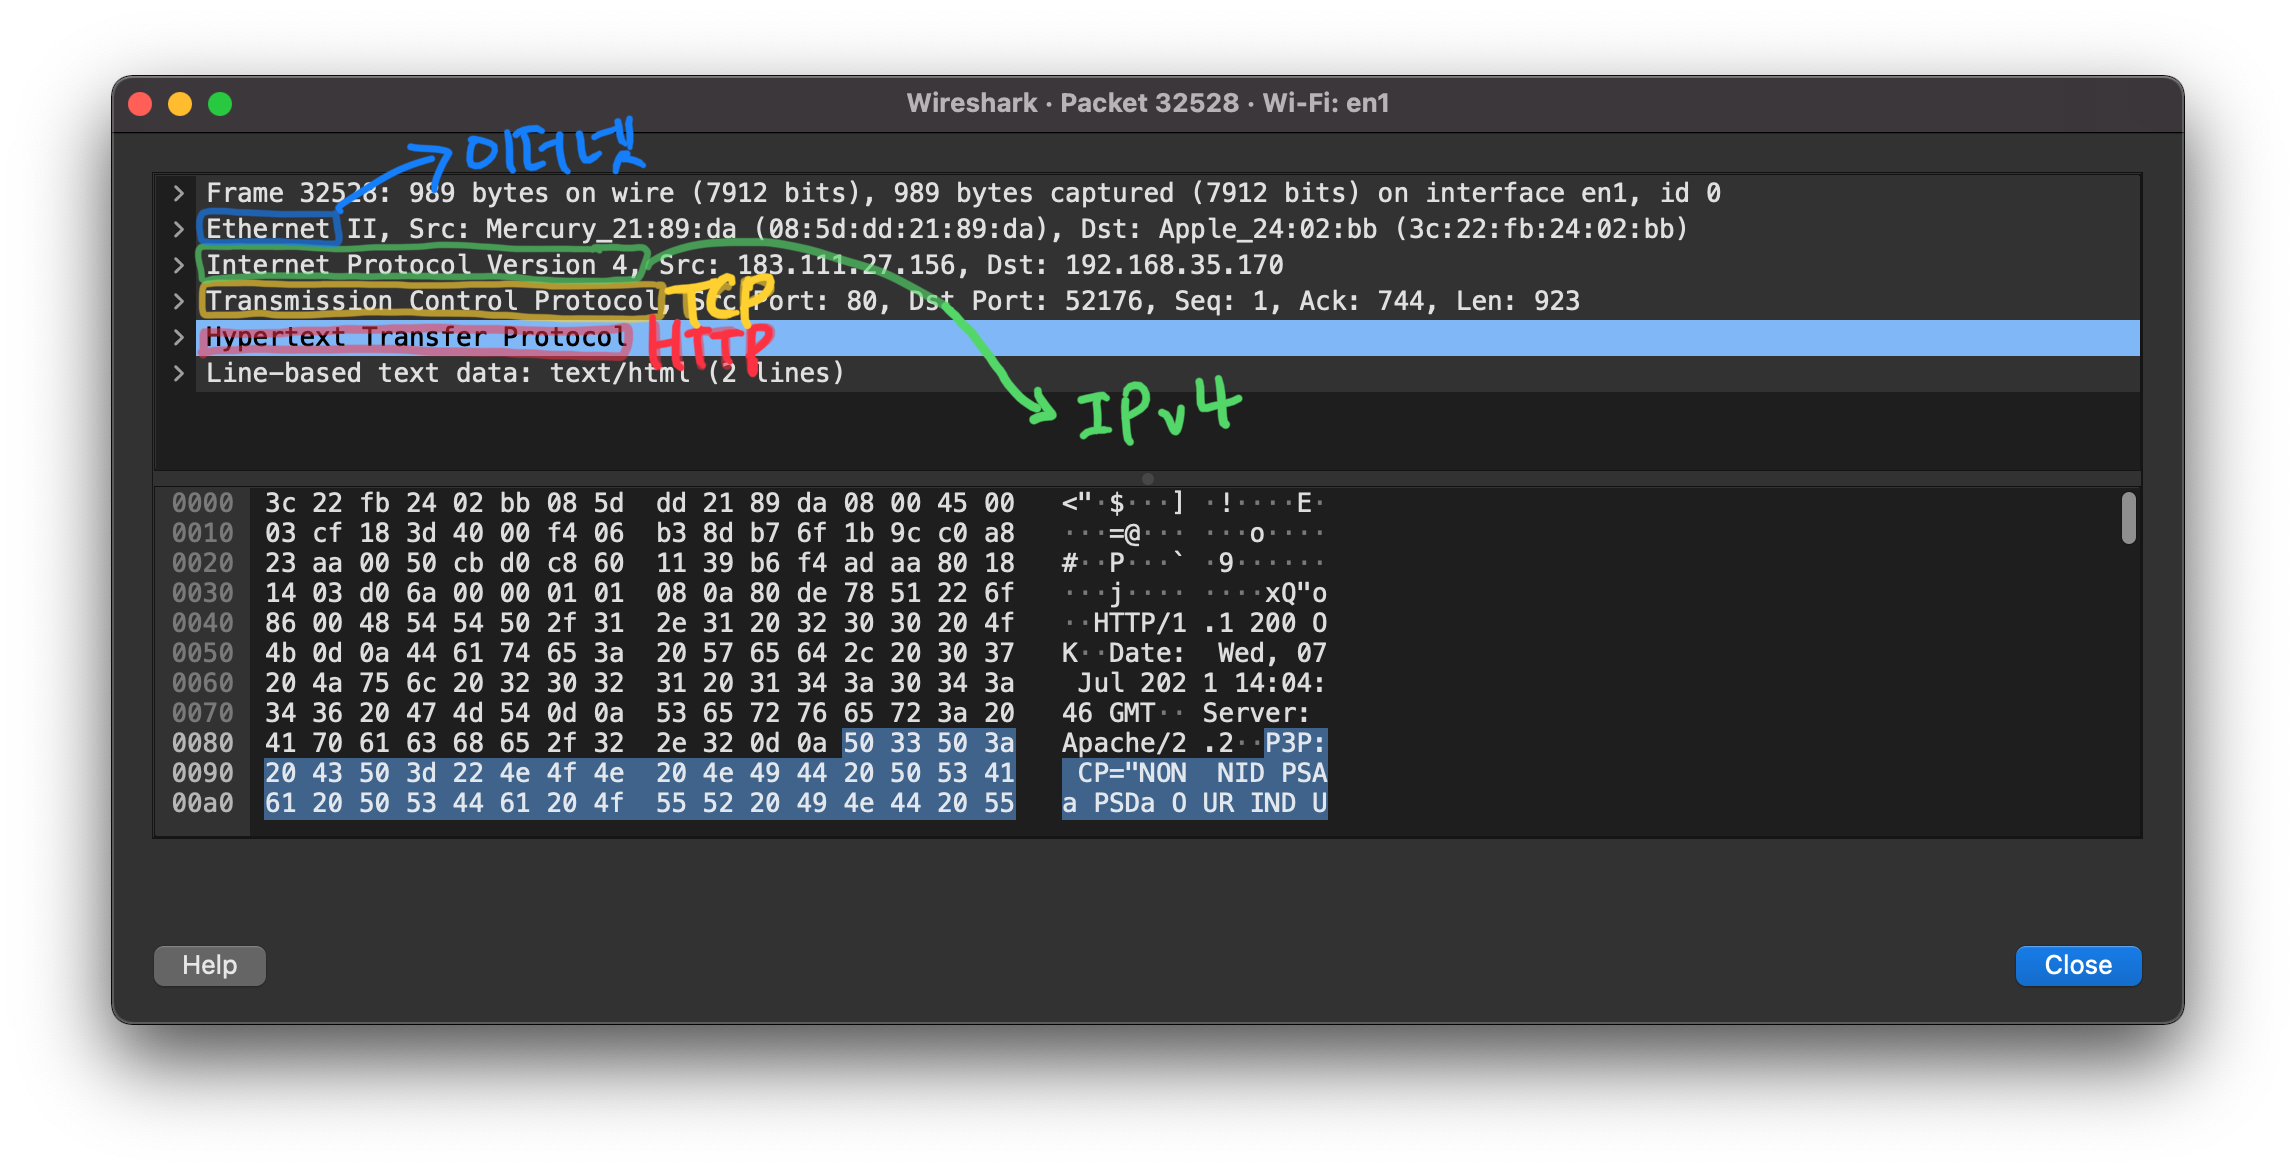 Wireshark · Packet 32528 · Wi-Fi: en1
이더넷
Frame 32528: 989 bytes on wire (7912 bits), 989 bytes captured (7912 bits) on interface en1, id 0
Ethernet II, Src: Mercury_21:89:da (08:5d:dd:21:89:da), Dst: Apple_24:02:bb (3c:22:fb:24:02:bb)
Internet Protocol Version 4, Src: 183.111.27.156, Dst: 192.168.35.170
Transmission Control Protocol, Src Port: 80, Dst Port: 52176, Seq: 1, Ack: 744, Len: 923
TCP
Hypertext Transfer Protocol
HTTP
Line-based text data: text/html (2 lines)
IPv4
0000 3c 22 fb 24 02 bb 08 5d dd 21 89 da 08 00 45 00 <"·$···] ·!····E·
0010 03 cf 18 3d 40 00 f4 06 b3 8d b7 6f 1b 9c c0 a8 ···=@··· ···o····
0020 23 aa 00 50 cb d0 c8 60 11 39 b6 f4 ad aa 80 18 #··P···` ·9······
0030 14 03 d0 6a 00 00 01 01 08 0a 80 de 78 51 22 6f ···j···· ····xQ"o
0040 86 00 48 54 54 50 2f 31 2e 31 20 32 30 30 20 4f ··HTTP/1 .1 200 O
0050 4b 0d 0a 44 61 74 65 3a 20 57 65 64 2c 20 30 37 K··Date: Wed, 07
0060 20 4a 75 6c 20 32 30 32 31 20 31 34 3a 30 34 3a Jul 202 1 14:04:
0070 34 36 20 47 4d 54 0d 0a 53 65 72 76 65 72 3a 20 46 GMT·· Server:
0080 41 70 61 63 68 65 2f 32 2e 32 0d 0a 50 33 50 3a Apache/2 .2··P3P:
0090 20 43 50 3d 22 4e 4f 4e 20 4e 49 44 20 50 53 41 CP="NON NID PSA
00a0 61 20 50 53 44 61 20 4f 55 52 20 49 4e 44 20 55 a PSDa O UR IND U
Help
Close